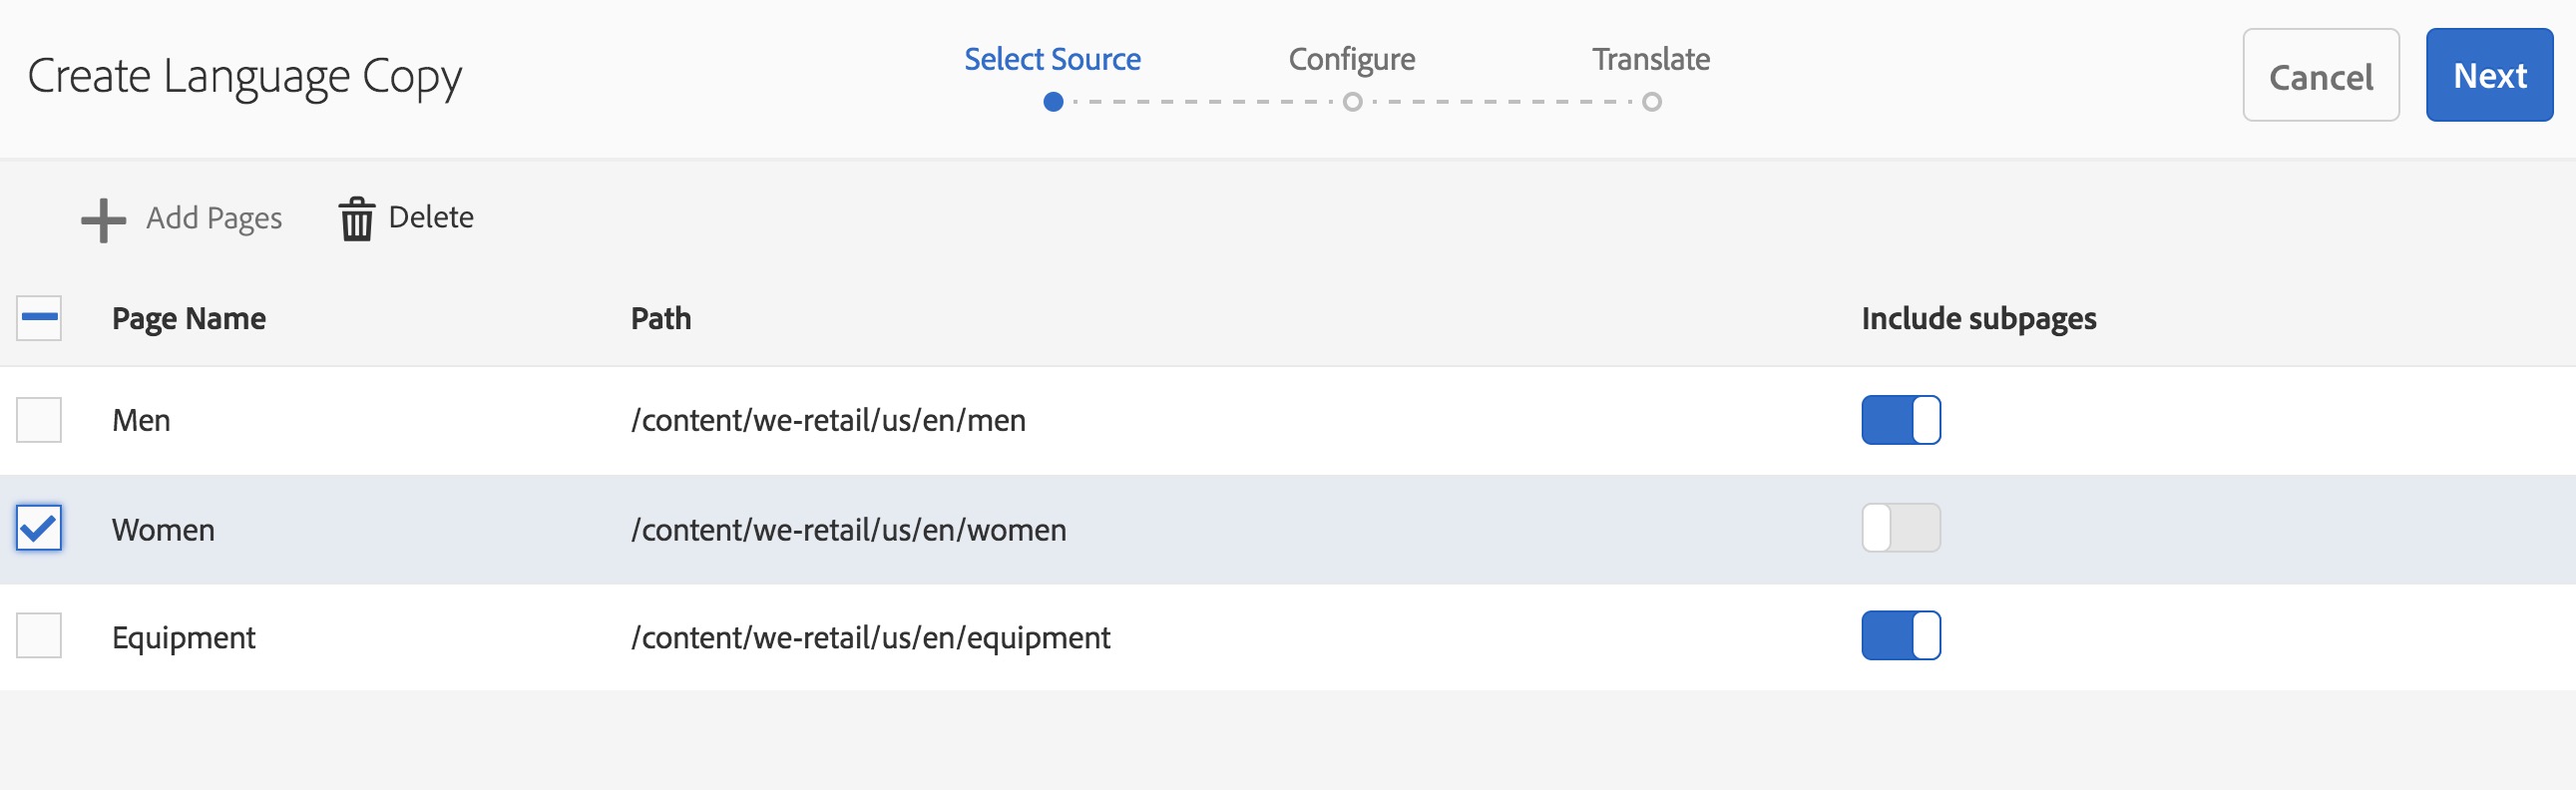 Create Language Copy
Select Source
Configure
Translate
Cancel
Next
Add Pages
Delete
Page Name
Path
Include subpages
Men
/content/we-retail/us/en/men
Women
/content/we-retail/us/en/women
Equipment
/content/we-retail/us/en/equipment